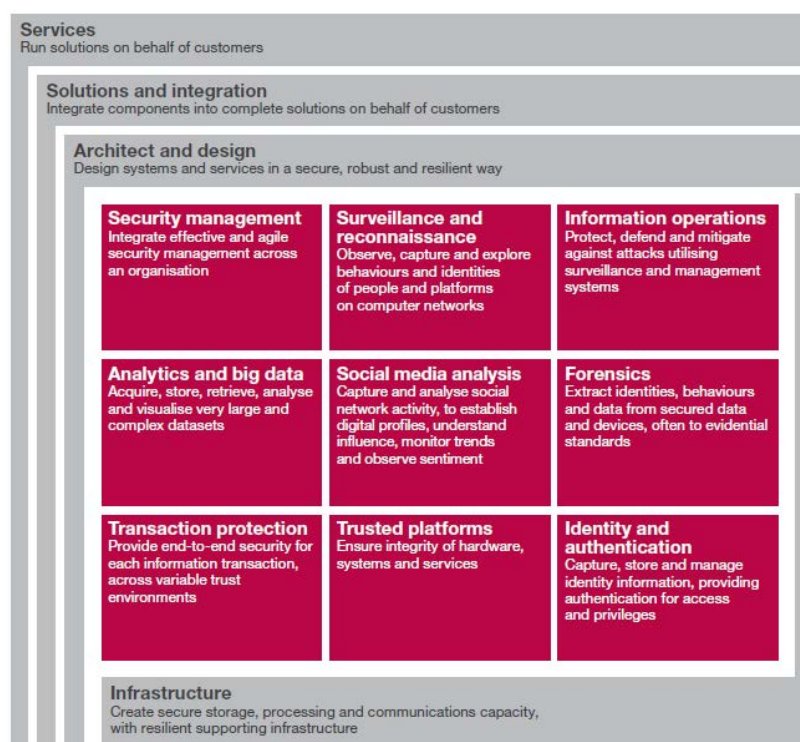 Services
Run solutions on behalf of customers
Solutions and integration
Integrate components into complete solutions on behalf of customers
Architect and design
Design systems and services in a secure, robust and resilient way
Security management
Integrate effective and agile
security management across
an organisation
Surveillance and
reconnaissance
Observe, capture and explore
behaviours and identities
of people and platforms
on computer networks
Information operations
Protect, defend and mitigate
against attacks utilising
surveillance and management
systems
Analytics and big data
Acquire, store, retrieve, analyse
and visualise very large and
complex datasets
Social media analysis
Capture and analyse social
network activity, to establish
digital profiles, understand
influence, monitor trends
and observe sentiment
Forensics
Extract identities, behaviours
and data from secured data
and devices, often to evidential
standards
Transaction protection
Provide end-to-end security for
each information transaction,
across variable trust
environments
Trusted platforms
Ensure integrity of hardware,
systems and services
Identity and
authentication
Capture, store and manage
identity information, providing
authentication for access
and privileges
Infrastructure
Create secure storage, processing and communications capacity,
with resilient supporting infrastructure